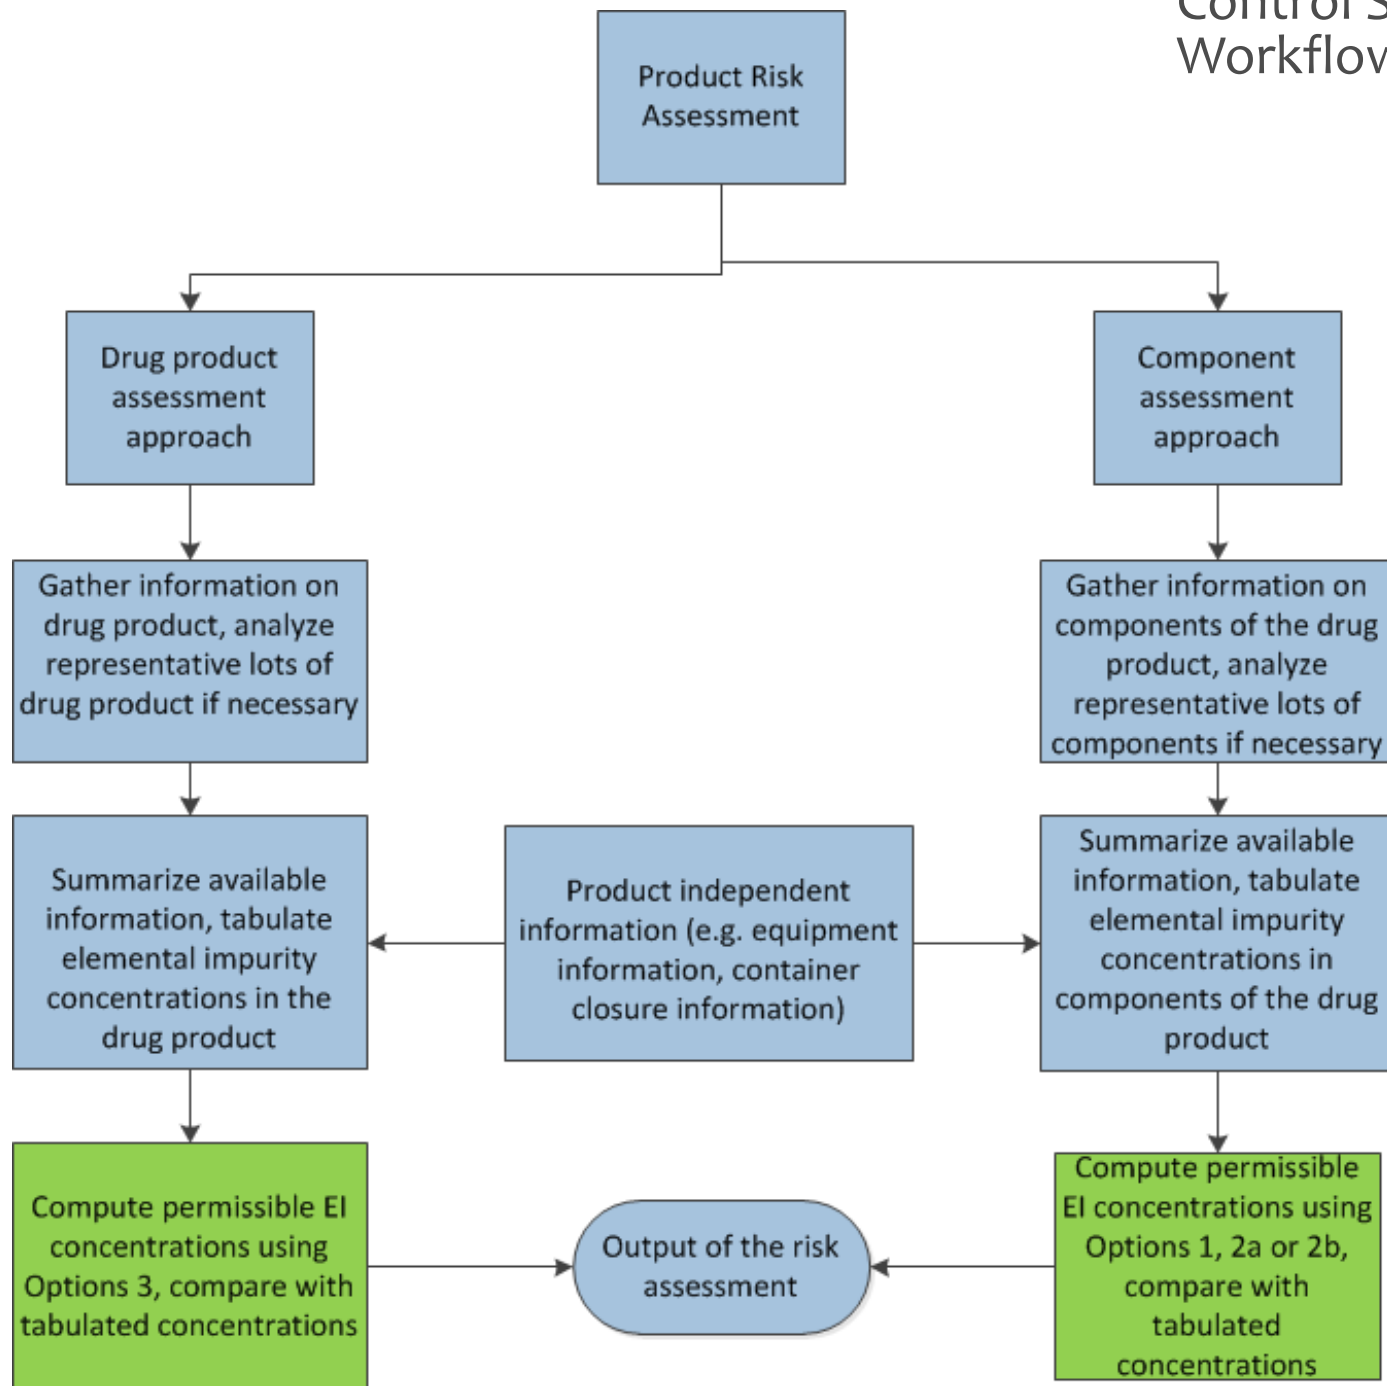 Control S
Workflow
Product Risk
Assessment
Drug product
assessment
approach
Component
assessment
approach
Gather information on
drug product, analyze
representative lots of
drug product if necessary
Gather information on
components of the drug
product, analyze
representative lots of
components if necessary
Summarize available
information, tabulate
elemental impurity
concentrations in the
drug product
Product independent
information (e.g. equipment
information, container
closure information)
Summarize available
information, tabulate
elemental impurity
concentrations in
components of the drug
product
Compute permissible EI
concentrations using
Options 3, compare with
tabulated concentrations
Output of the risk
assessment
Compute permissible
EI concentrations using
Options 1, 2a or 2b,
compare with
tabulated
concentrations